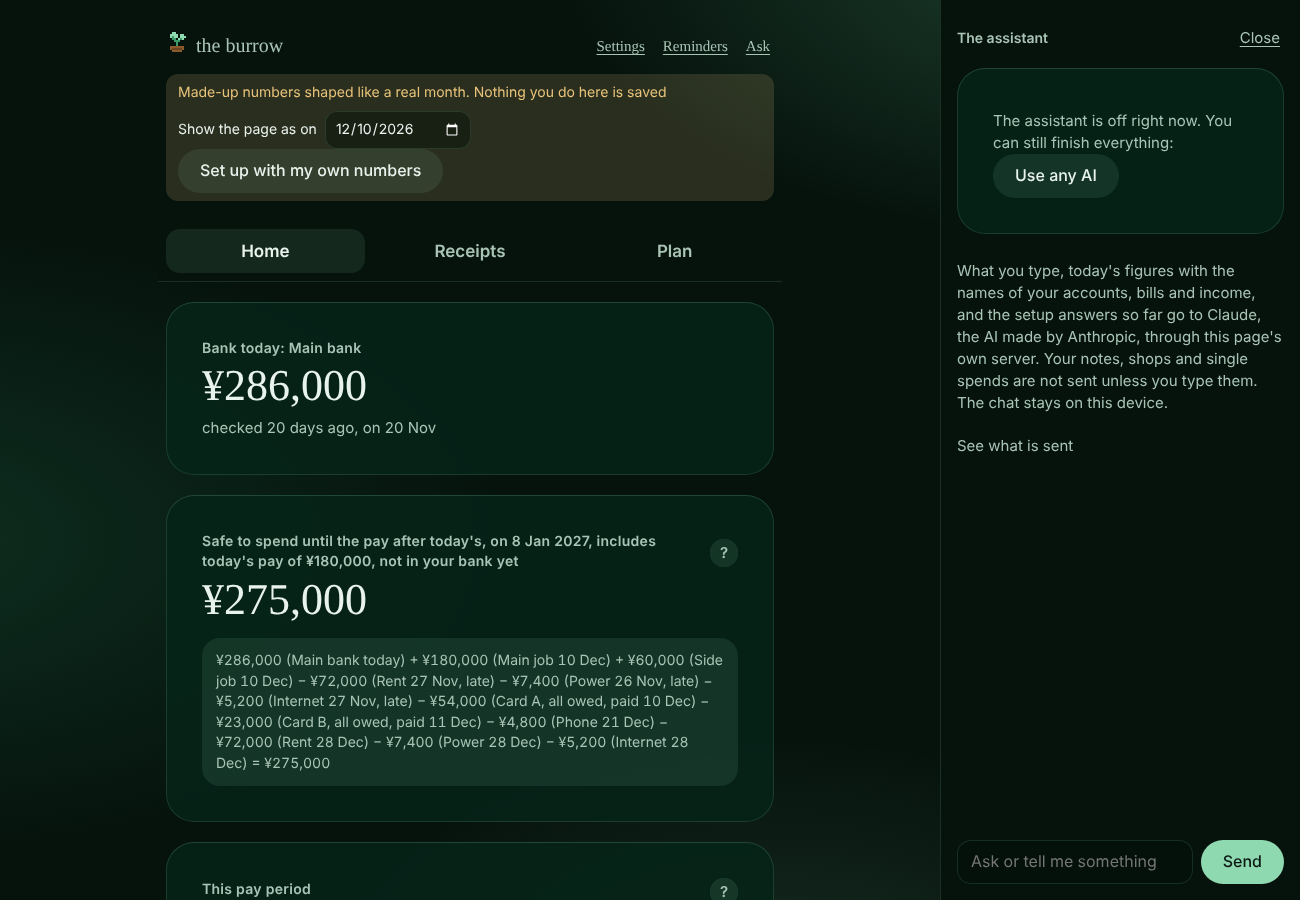 the burrow
Settings Reminders Ask
Made-up numbers shaped like a real month. Nothing you do here is saved
Show the page as on 12/10/2026
Set up with my own numbers
Home Receipts Plan
Bank today: Main bank
¥286,000
checked 20 days ago, on 20 Nov
Safe to spend until the pay after today's, on 8 Jan 2027, includes
today's pay of ¥180,000, not in your bank yet
?
¥275,000
¥286,000 (Main bank today) + ¥180,000 (Main job 10 Dec) + ¥60,000 (Side
job 10 Dec) − ¥72,000 (Rent 27 Nov, late) − ¥7,400 (Power 26 Nov, late) −
¥5,200 (Internet 27 Nov, late) − ¥54,000 (Card A, all owed, paid 10 Dec) −
¥23,000 (Card B, all owed, paid 11 Dec) − ¥4,800 (Phone 21 Dec) −
¥72,000 (Rent 28 Dec) − ¥7,400 (Power 28 Dec) − ¥5,200 (Internet 28
Dec) = ¥275,000
This pay period
?
The assistant
Close
The assistant is off right now. You
can still finish everything:
Use any AI
What you type, today's figures with the
names of your accounts, bills and income,
and the setup answers so far go to Claude,
the AI made by Anthropic, through this page's
own server. Your notes, shops and single
spends are not sent unless you type them.
The chat stays on this device.
See what is sent
Ask or tell me something
Send